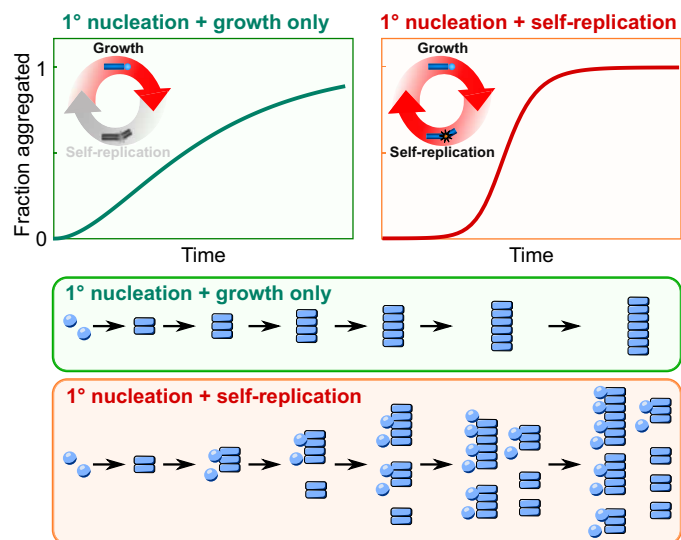 1° nucleation + growth only
1° nucleation + self-replication
Fraction aggregated
1
0
Growth
Self-replication
Time
Growth
Self-replication
Time
1° nucleation + growth only
1° nucleation + self-replication